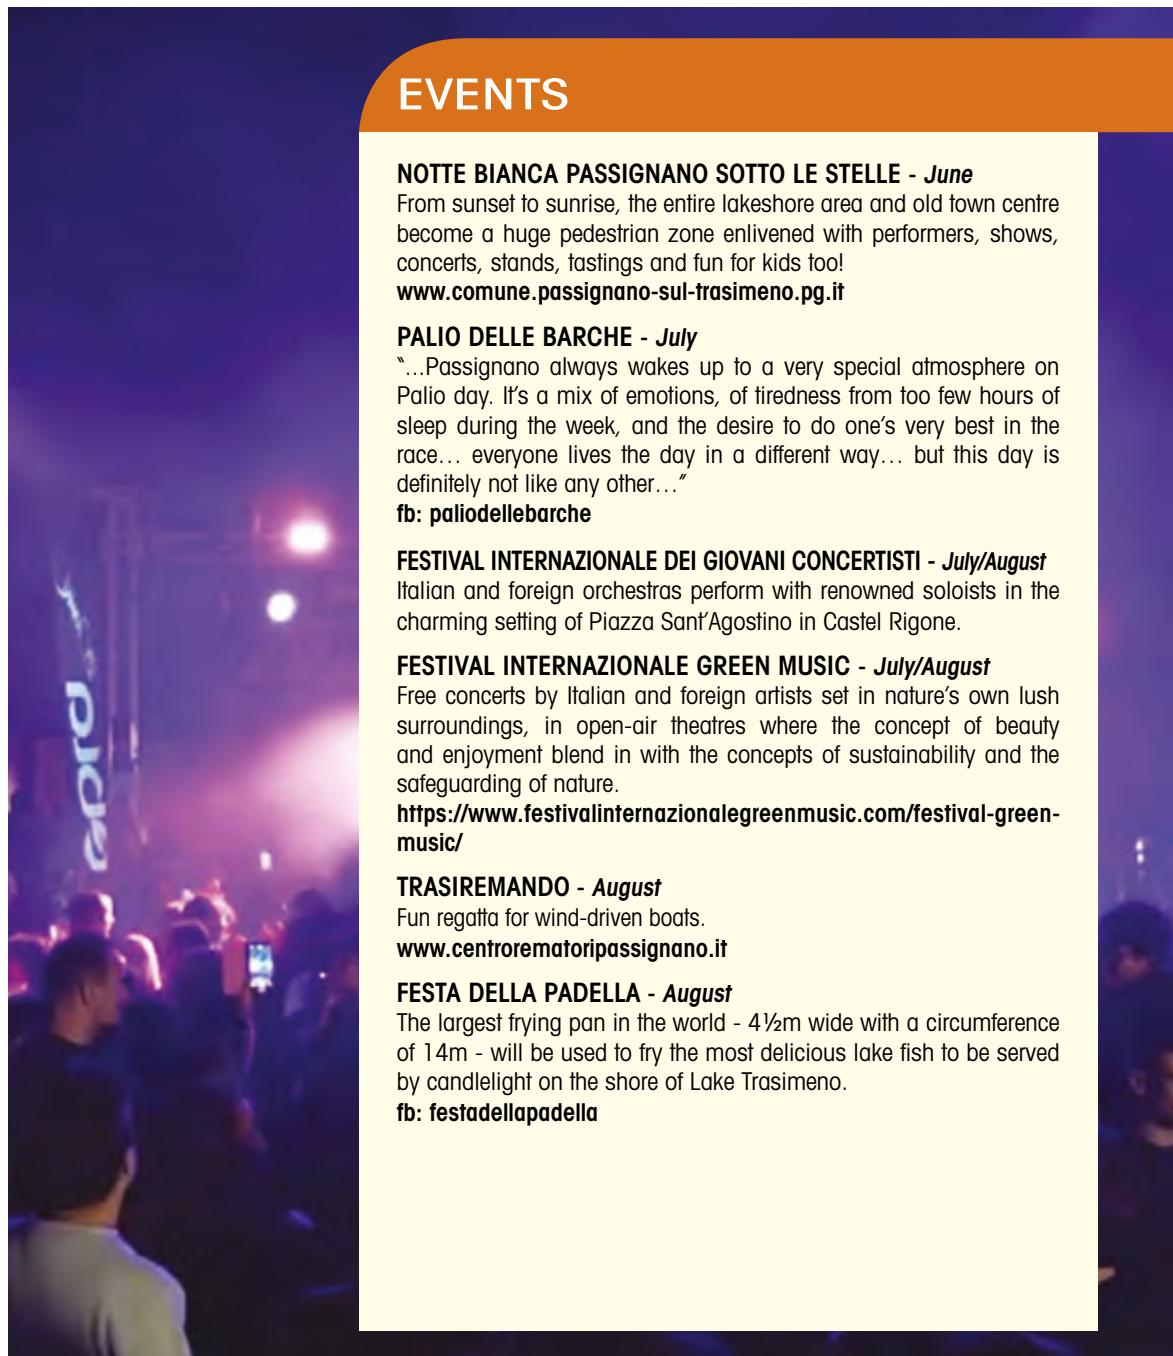 EVENTS
NOTTE BIANCA PASSIGNANO SOTTO LE STELLE - June
From sunset to sunrise, the entire lakeshore area and old town centre
become a huge pedestrian zone enlivened with performers, shows,
concerts, stands, tastings and fun for kids too!
www.comune.passignano-sul-trasimeno.pg.it
PALIO DELLE BARCHE - July
“…Passignano always wakes up to a very special atmosphere on
Palio day. It’s a mix of emotions, of tiredness from too few hours of
sleep during the week, and the desire to do one’s very best in the
race… everyone lives the day in a different way… but this day is
definitely not like any other…”
fb: paliodellebarche
FESTIVAL INTERNAZIONALE DEI GIOVANI CONCERTISTI - July/August
Italian and foreign orchestras perform with renowned soloists in the
charming setting of Piazza Sant’Agostino in Castel Rigone.
FESTIVAL INTERNAZIONALE GREEN MUSIC - July/August
Free concerts by Italian and foreign artists set in nature’s own lush
surroundings, in open-air theatres where the concept of beauty
and enjoyment blend in with the concepts of sustainability and the
safeguarding of nature.
https://www.festivalinternazionalegreenmusic.com/festival-green-
music/
TRASIREMANDO - August
Fun regatta for wind-driven boats.
www.centrorematoripassignano.it
FESTA DELLA PADELLA - August
The largest frying pan in the world - 4½m wide with a circumference
of 14m - will be used to fry the most delicious lake fish to be served
by candlelight on the shore of Lake Trasimeno.
fb: festadellapadella